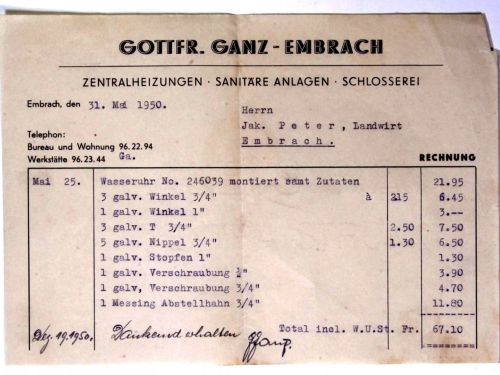 GOTTFR. GANZ - EMBRACH
ZENTRALHEIZUNGEN · SANITÄRE ANLAGEN · SCHLOSSEREI
Embrach, den 31. Mai 1950.
Herrn
Jak. Peter, Landwirt
Embrach.
Telephon:
Bureau und Wohnung 96.22.94
Werkstätte 96.23.44 Ga.
RECHNUNG
Mai 25. Wasseruhr No. 246039 montiert samt Zutaten 21.95
3 galv. Winkel 3/4" à 215 6.45
1 galv. Winkel 1" 3.—
3 galv. T 3/4" 2.50 7.50
5 galv. Nippel 3/4" 1.30 6.50
1 galv. Stopfen 1" 1.30
1 galv. Verschraubung ½" 3.90
1 galv, Verschraubung 3/4" 4.70
1 Messing Abstellhahn 3/4" 11.80
Total incl. W.U.St. Fr. 67.10
Dez. 19. 1950. Dankend erhalten